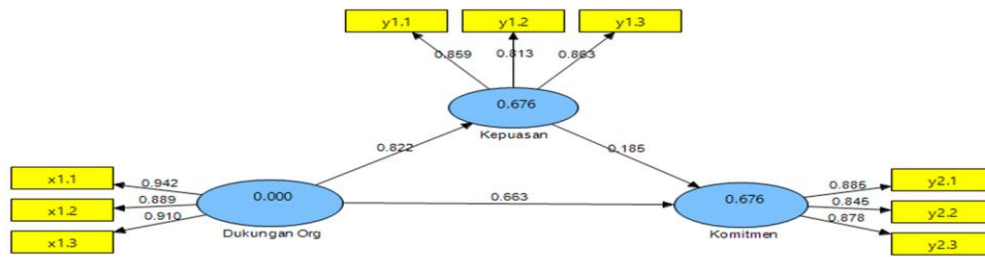 y1.1 y1.2 y1.3
0.859 0.813 0.863
0.676
Kepuasan
0.822 0.185
x1.1 0.942
x1.2 0.889
x1.3 0.910
0.000
Dukungan Org
0.663
0.676
Komitmen
0.885 y2.1
0.845 y2.2
0.878 y2.3